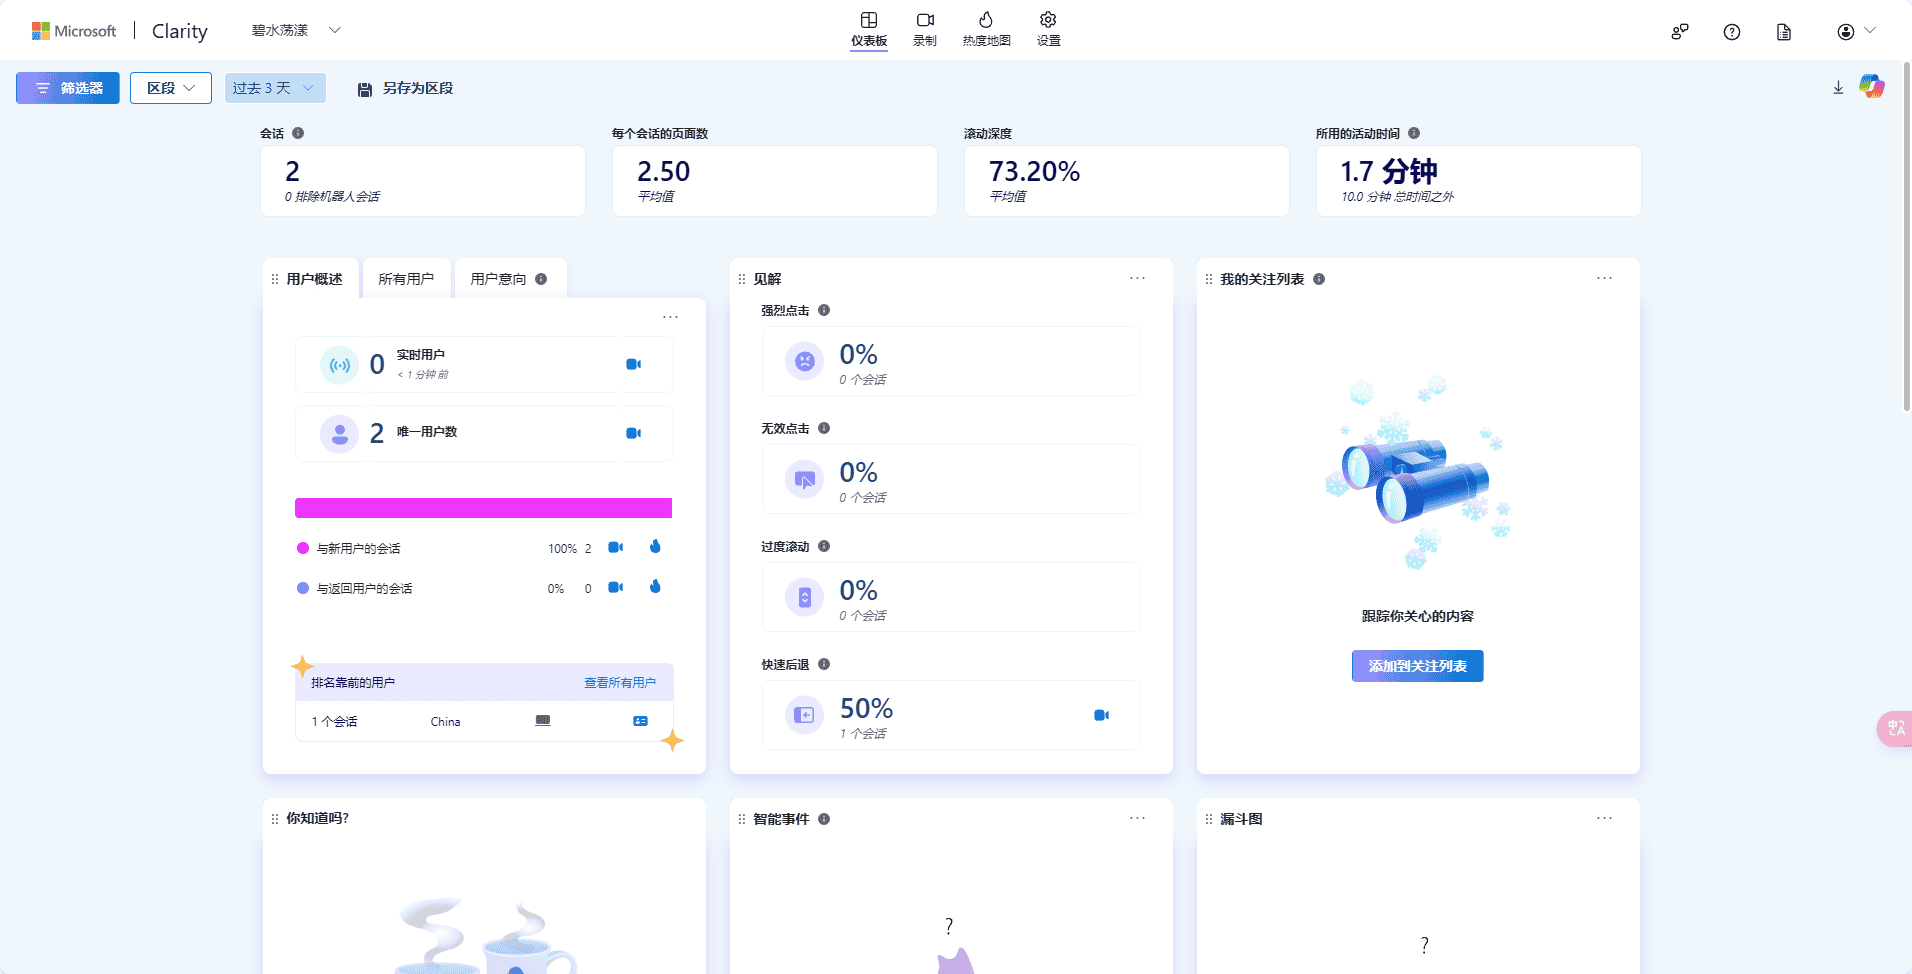 Microsoft | Clarity 碧水荡漾
仪表板 录制 热度地图 设置
筛选器 区段 过去 3 天 另存为区段
会话
2
0 排除机器人会话
每个会话的页面数
2.50
平均值
滚动深度
73.20%
平均值
所用的活动时间
1.7 分钟
10.0 分钟 总时间之外
用户概述 所有用户 用户意向
0 实时用户
< 1 分钟 前
2 唯一用户数
与新用户的会话 100% 2
与返回用户的会话 0% 0
排名靠前的用户 查看所有用户
1 个会话 China
见解
强烈点击
0%
0 个会话
无效点击
0%
0 个会话
过度滚动
0%
0 个会话
快速后退
50%
1 个会话
我的关注列表
跟踪你关心的内容
添加到关注列表
中A
你知道吗?
智能事件
?
漏斗图
?